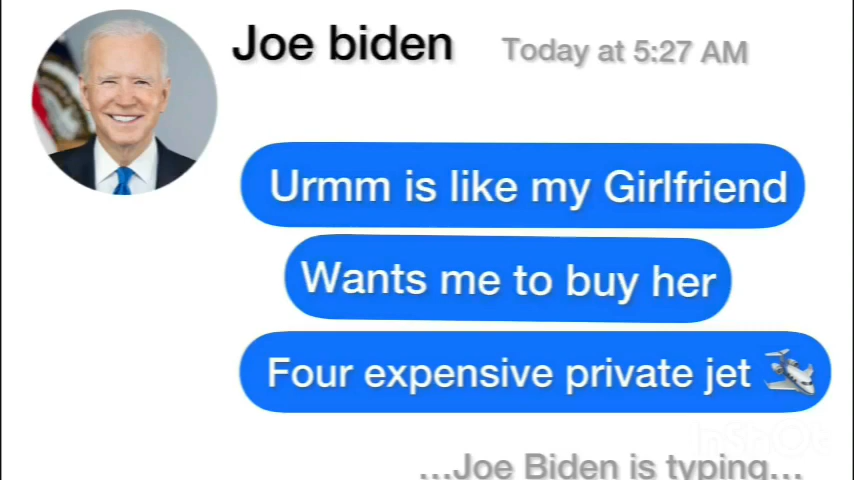 Joe biden
Today at 5:27 AM
Urmm is like my Girlfriend
Wants me to buy her
Four expensive private jet
...Joe Biden is typing...
InShot